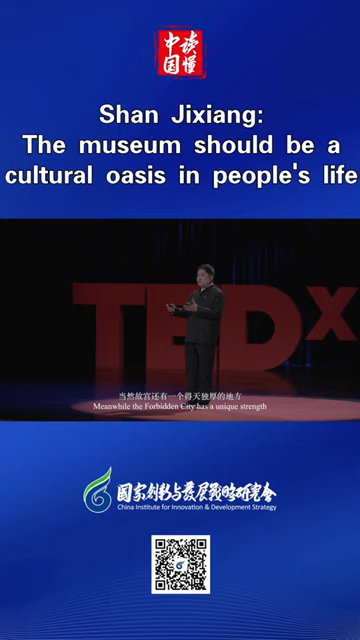 读懂
中国
Shan Jixiang:
The museum should be a
cultural oasis in people's life
TEDx
当然故宫还有一个得天独厚的地方
Meanwhile the Forbidden City has a unique strength
国家创新与发展战略研究会
China Institute for Innovation & Development Strategy